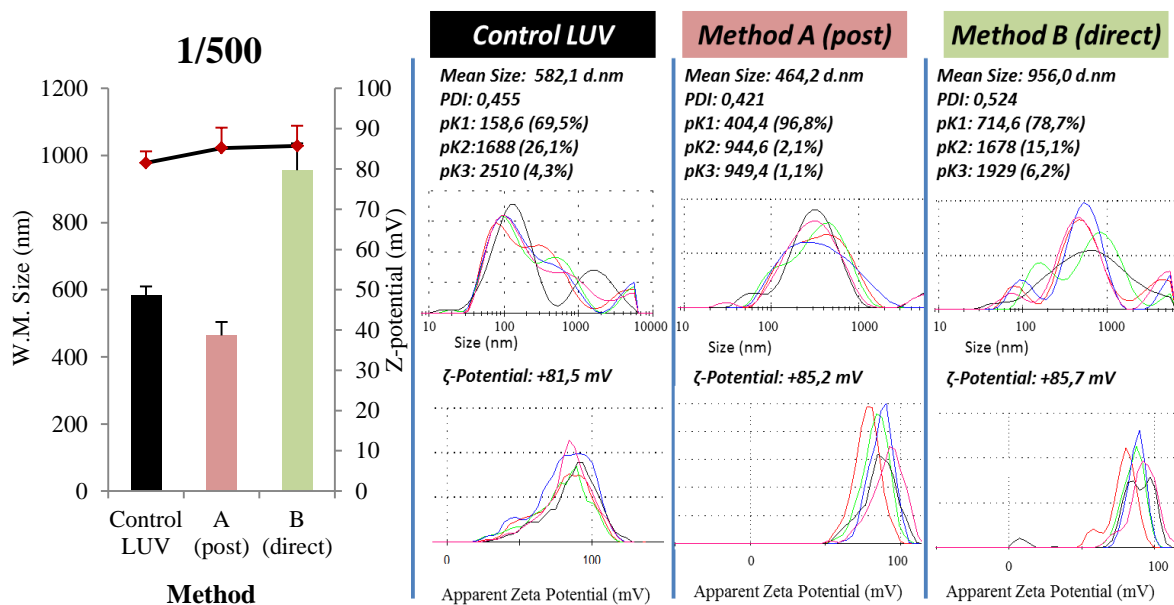 1/500
W.M. Size (nm)
1200
1000
800
600
400
200
0
100
90
80
70
60
50
40
30
20
10
0
Z-potential (mV)
Control LUV
A (post)
B (direct)
Method
Control LUV
Mean Size: 582,1 d.nm
PDI: 0,455
pK1: 158,6 (69,5%)
pK2:1688 (26,1%)
pK3: 2510 (4,3%)
10 100 1000 10000
Size (nm)
ζ-Potential: +81,5 mV
0 100
Apparent Zeta Potential (mV)
Method A (post)
Mean Size: 464,2 d.nm
PDI: 0,421
pK1: 404,4 (96,8%)
pK2: 944,6 (2,1%)
pK3: 949,4 (1,1%)
10 100 1000
Size (nm)
ζ-Potential: +85,2 mV
0 100
Apparent Zeta Potential (mV)
Method B (direct)
Mean Size: 956,0 d.nm
PDI: 0,524
pK1: 714,6 (78,7%)
pK2: 1678 (15,1%)
pK3: 1929 (6,2%)
10 100 1000
Size (nm)
ζ-Potential: +85,7 mV
0 100
Apparent Zeta Potential (mV)